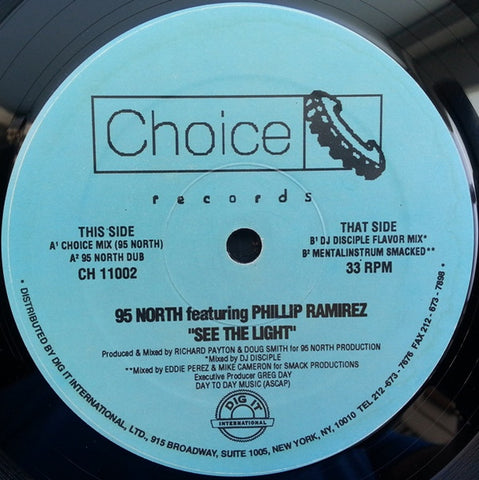 Choice
records
THIS SIDE
A¹ CHOICE MIX (95 NORTH)
A² 95 NORTH DUB
CH 11002
THAT SIDE
B¹ DJ DISCIPLE FLAVOR MIX*
B² MENTALINSTRUM SMACKED**
33 RPM
95 NORTH featuring PHILLIP RAMIREZ
"SEE THE LIGHT"
Produced & Mixed by RICHARD PAYTON & DOUG SMITH for 95 NORTH PRODUCTION
*Mixed by DJ DISCIPLE
**Mixed by EDDIE PEREZ & MIKE CAMERON for SMACK PRODUCTIONS
Executive Producer GREG DAY
DAY TO DAY MUSIC (ASCAP)
DIG IT
INTERNATIONAL
• DISTRIBUTED BY DIG IT INTERNATIONAL, LTD., 915 BROADWAY, SUITE 1005, NEW YORK, NY, 10010 TEL 212-673-7676 FAX 212-673-7898 •